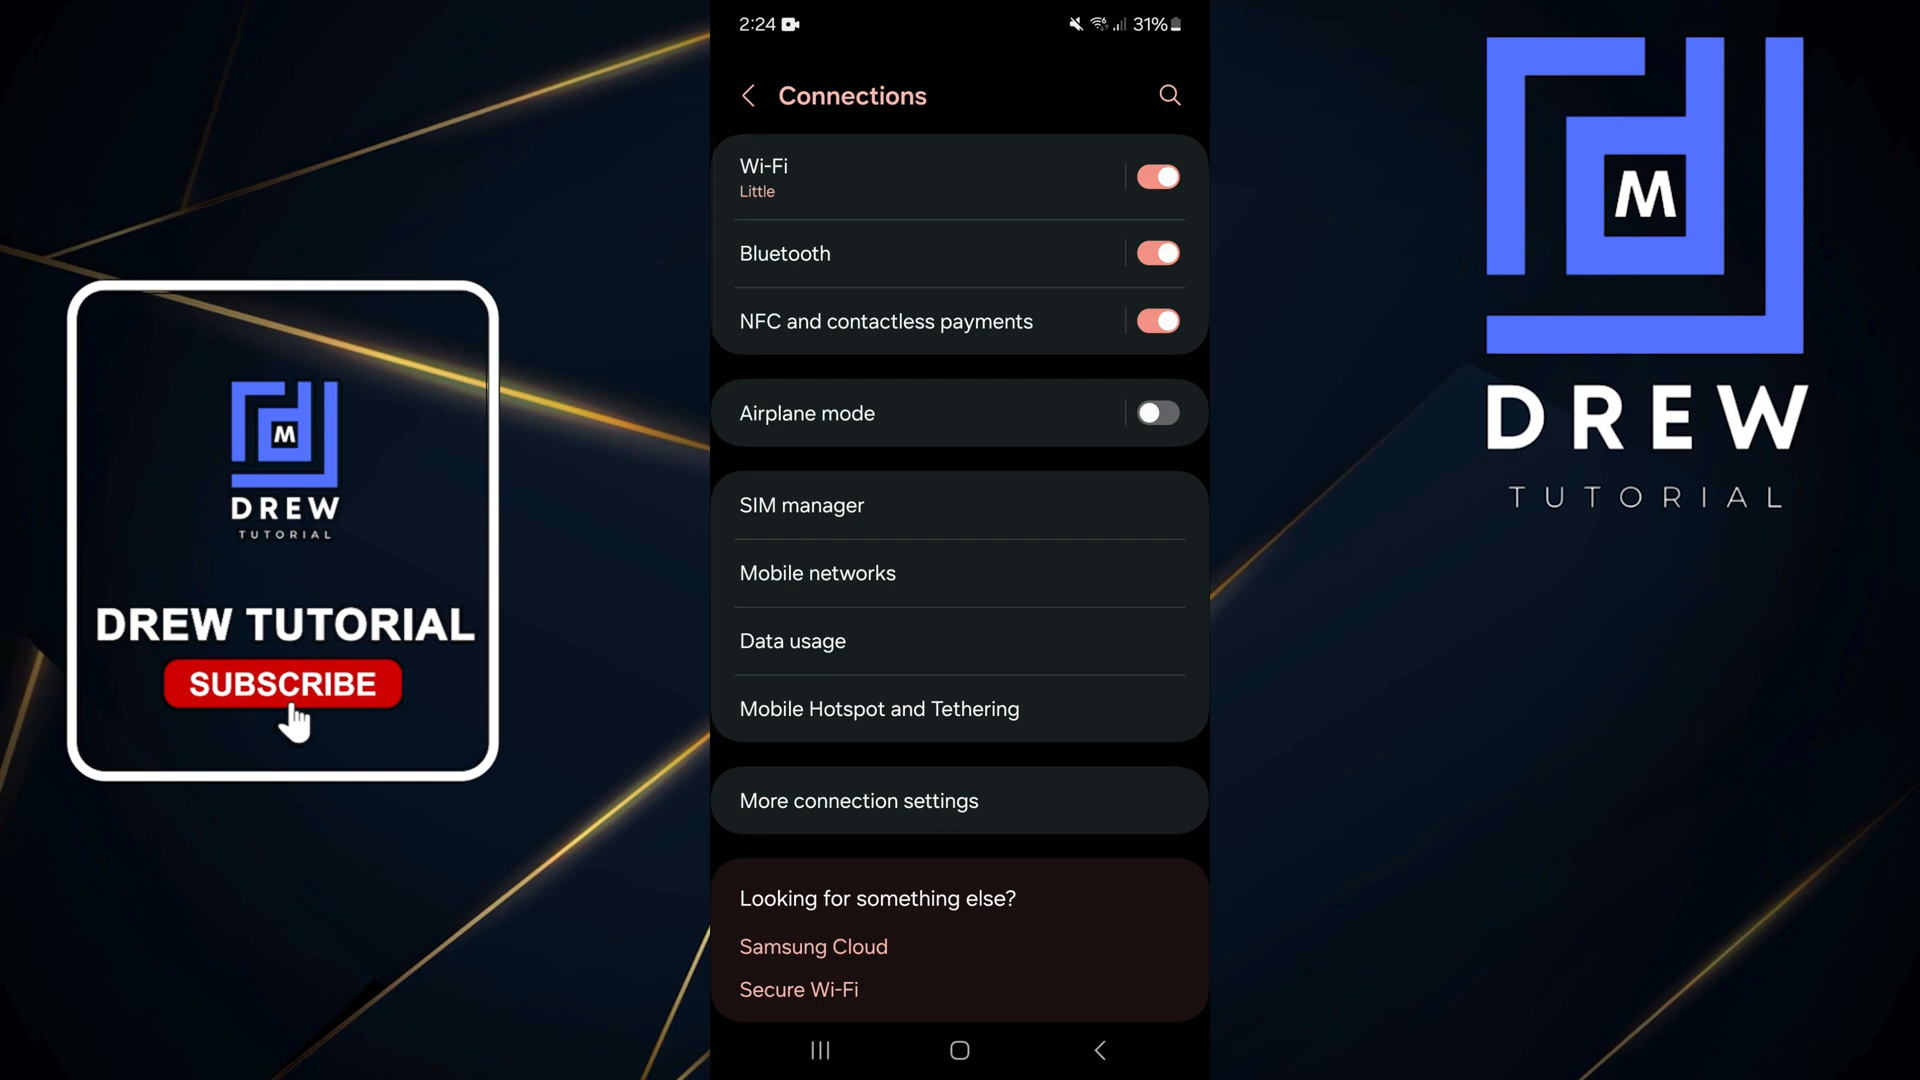 2:24
31%
Connections
Wi-Fi
Little
Bluetooth
NFC and contactless payments
Airplane mode
SIM manager
Mobile networks
Data usage
Mobile Hotspot and Tethering
More connection settings
Looking for something else?
Samsung Cloud
Secure Wi-Fi
M
DREW
TUTORIAL
DREW TUTORIAL
SUBSCRIBE
M
DREW
TUTORIAL